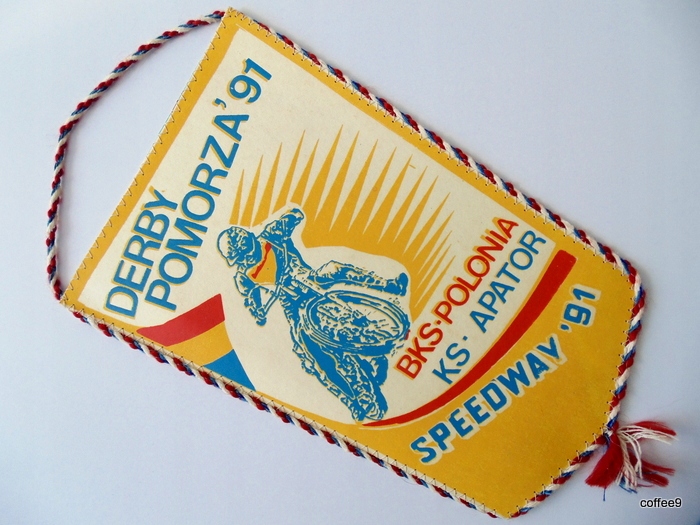 DERBY
POMORZA'91
BKS·POLONIA
KS· APATOR
SPEEDWAY '91
coffee9